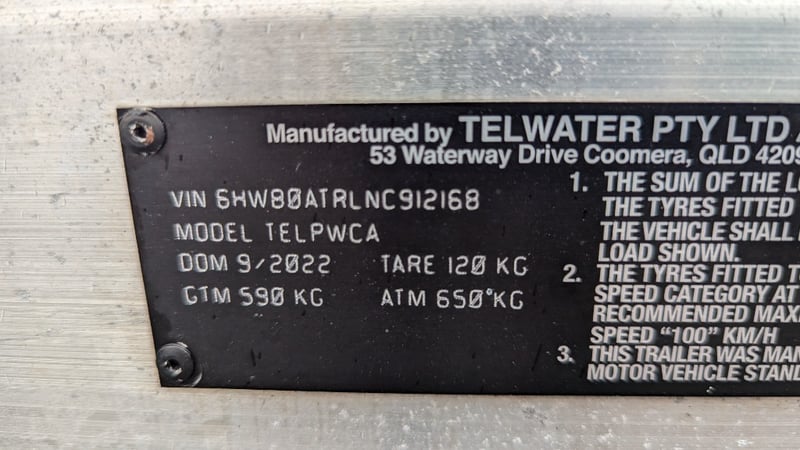 Manufactured by TELWATER PTY LTD
53 Waterway Drive Coomera, QLD 4209
VIN 6HW80ATRLNC912168
MODEL TELPWCA
DOM 9/2022 TARE 120 KG
GTM 590 KG ATM 650 KG
1. THE SUM OF THE
THE TYRES FITTED
THE VEHICLE SHALL
LOAD SHOWN.
2. THE TYRES FITTED
SPEED CATEGORY AT
RECOMMENDED
SPEED "100" KM/H
3. THIS TRAILER WAS
MOTOR VEHICLE